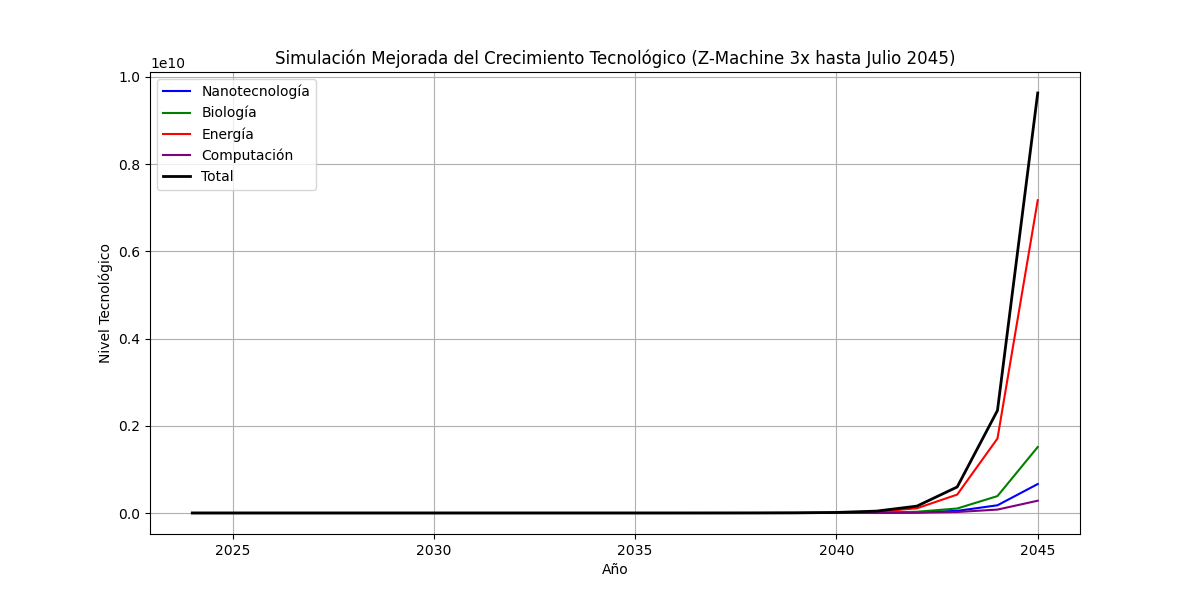 Simulación Mejorada del Crecimiento Tecnológico (Z-Machine 3x hasta Julio 2045)
1e10
1.0
0.8
0.6
0.4
0.2
0.0
Nivel Tecnológico
Nanotecnología
Biología
Energía
Computación
Total
2025 2030 2035 2040 2045
Año